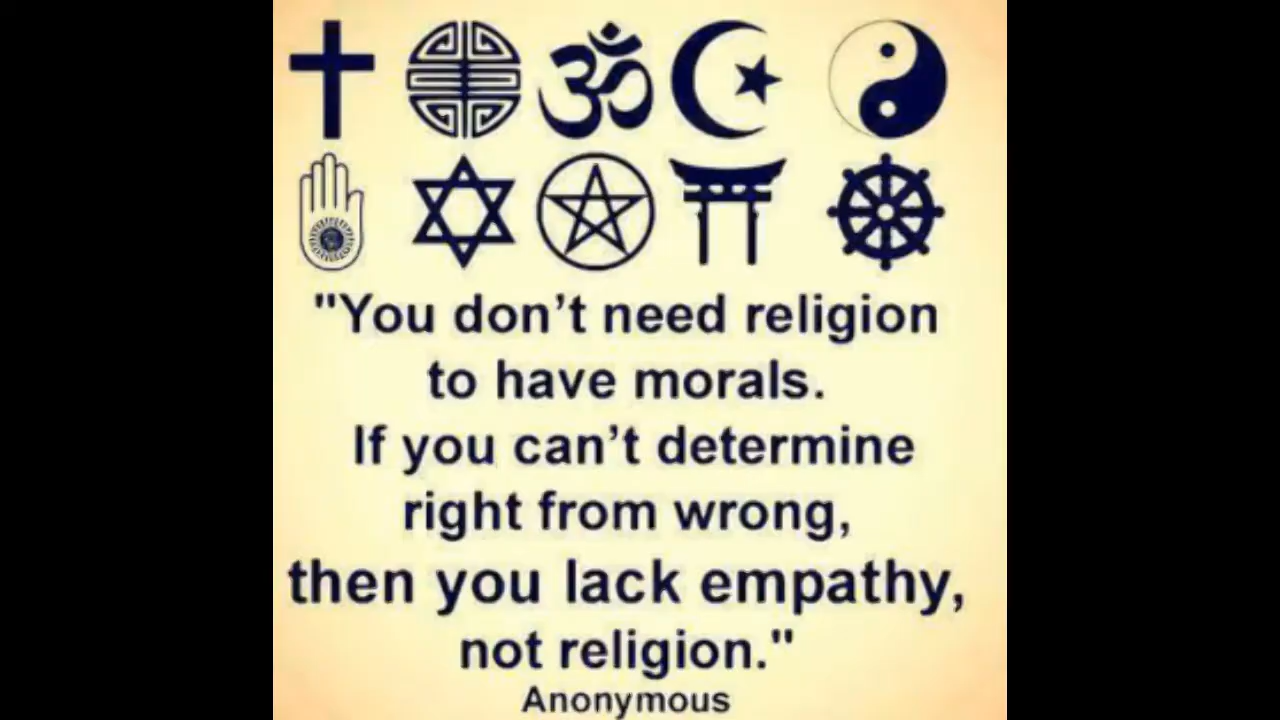 "You don’t need religion
to have morals.
If you can’t determine
right from wrong,
then you lack empathy,
not religion."
Anonymous